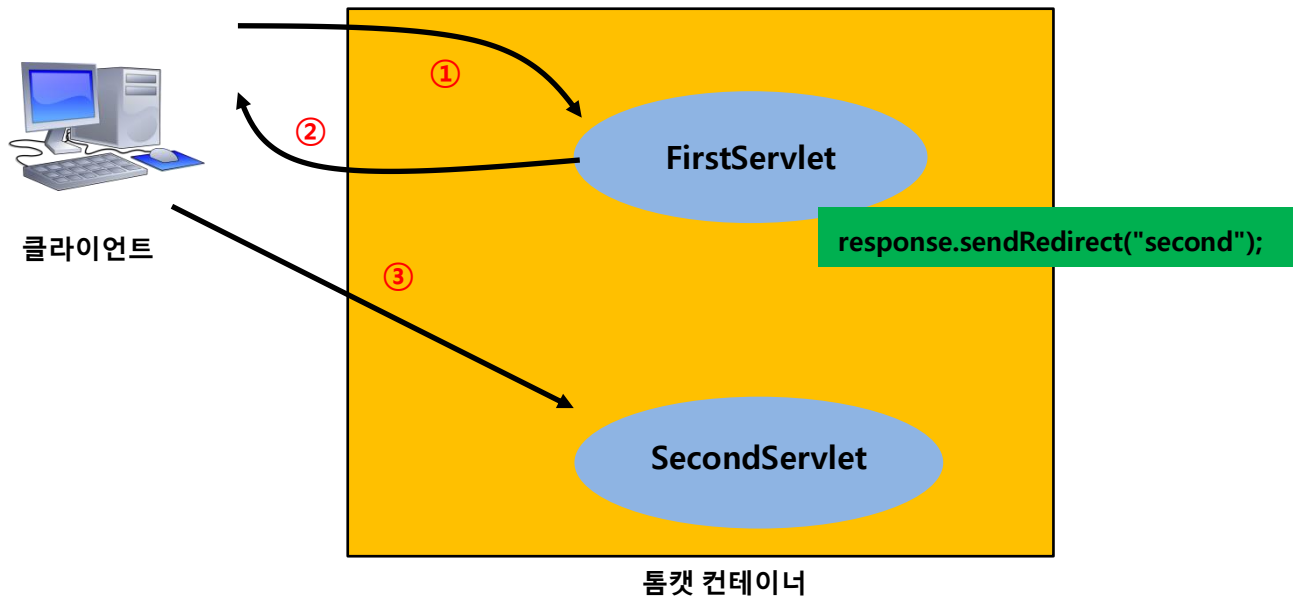 ①
②
FirstServlet
response.sendRedirect("second");
클라이언트
③
SecondServlet
톰캣 컨테이너